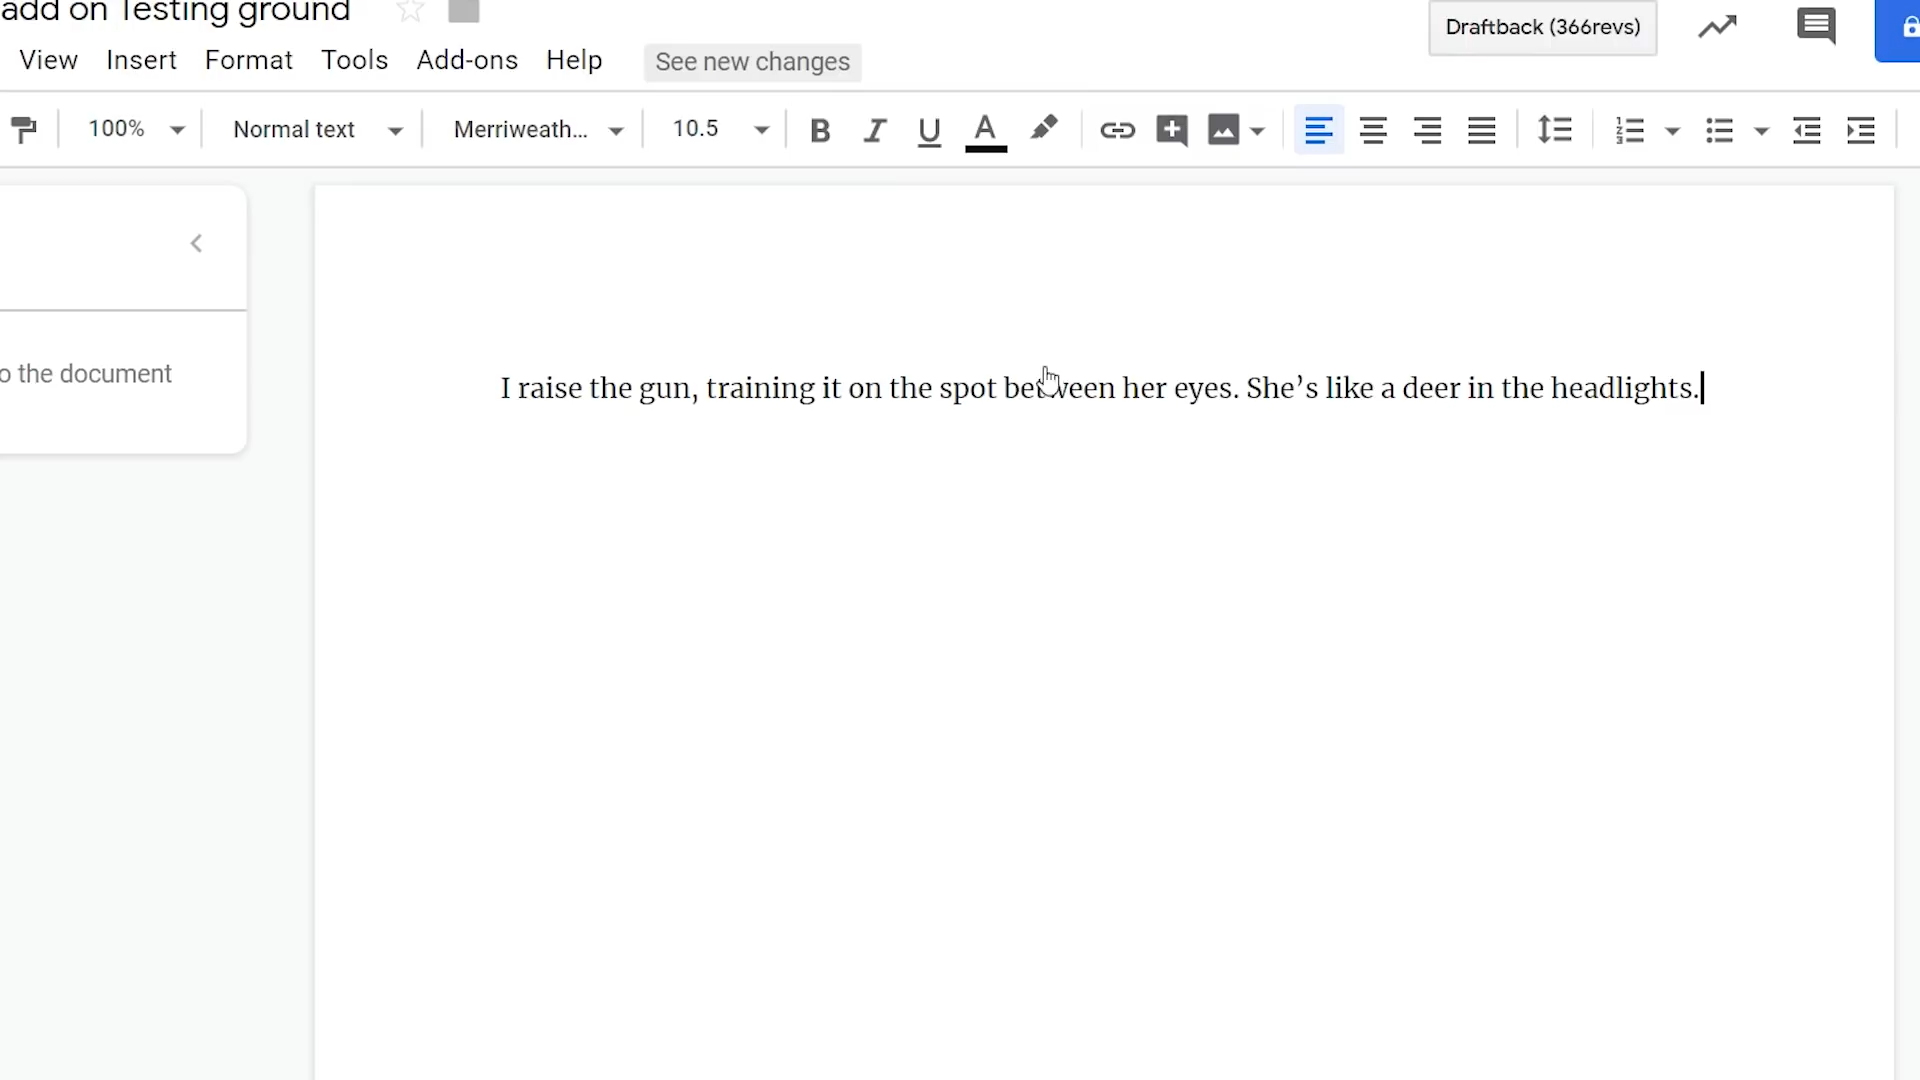 add on Testing ground
Draftback (366revs)
View Insert Format Tools Add-ons Help See new changes
100% Normal text Merriweath... 10.5 B I U A
o the document
I raise the gun, training it on the spot between her eyes. She’s like a deer in the headlights.